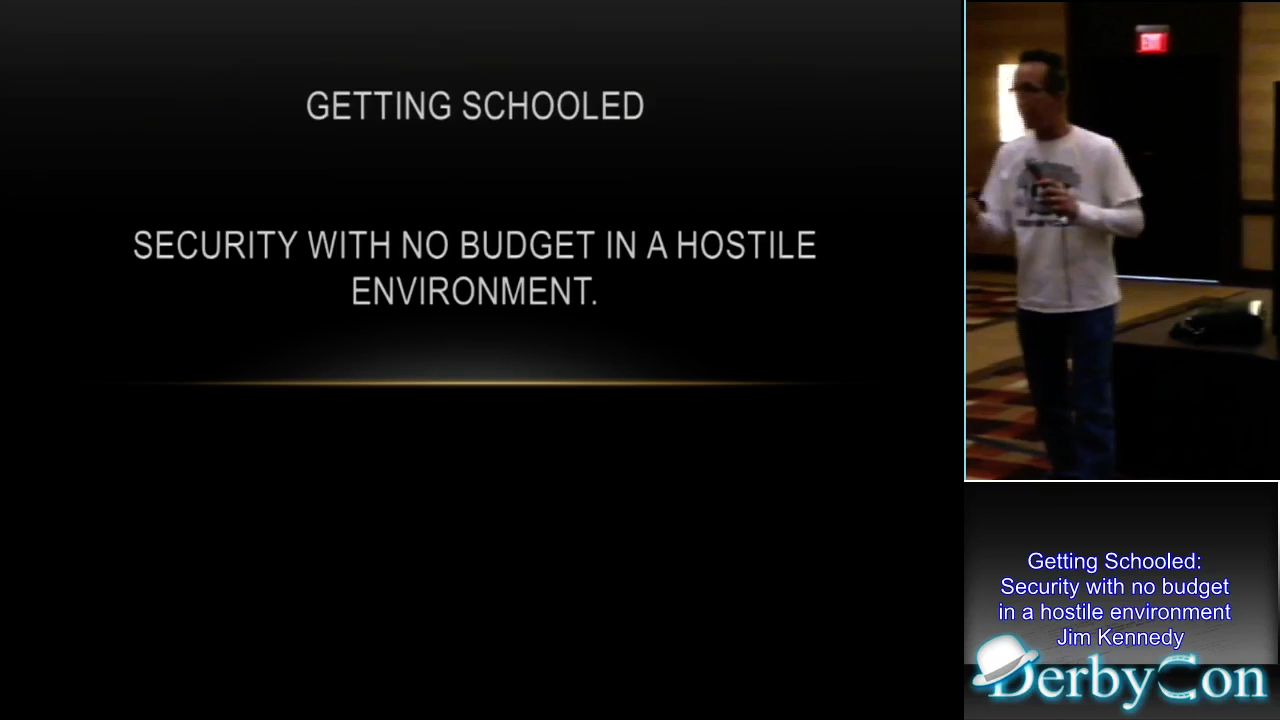 GETTING SCHOOLED
SECURITY WITH NO BUDGET IN A HOSTILE
ENVIRONMENT.
EXIT
Getting Schooled:
Security with no budget
in a hostile environment
Jim Kennedy
DerbyCon